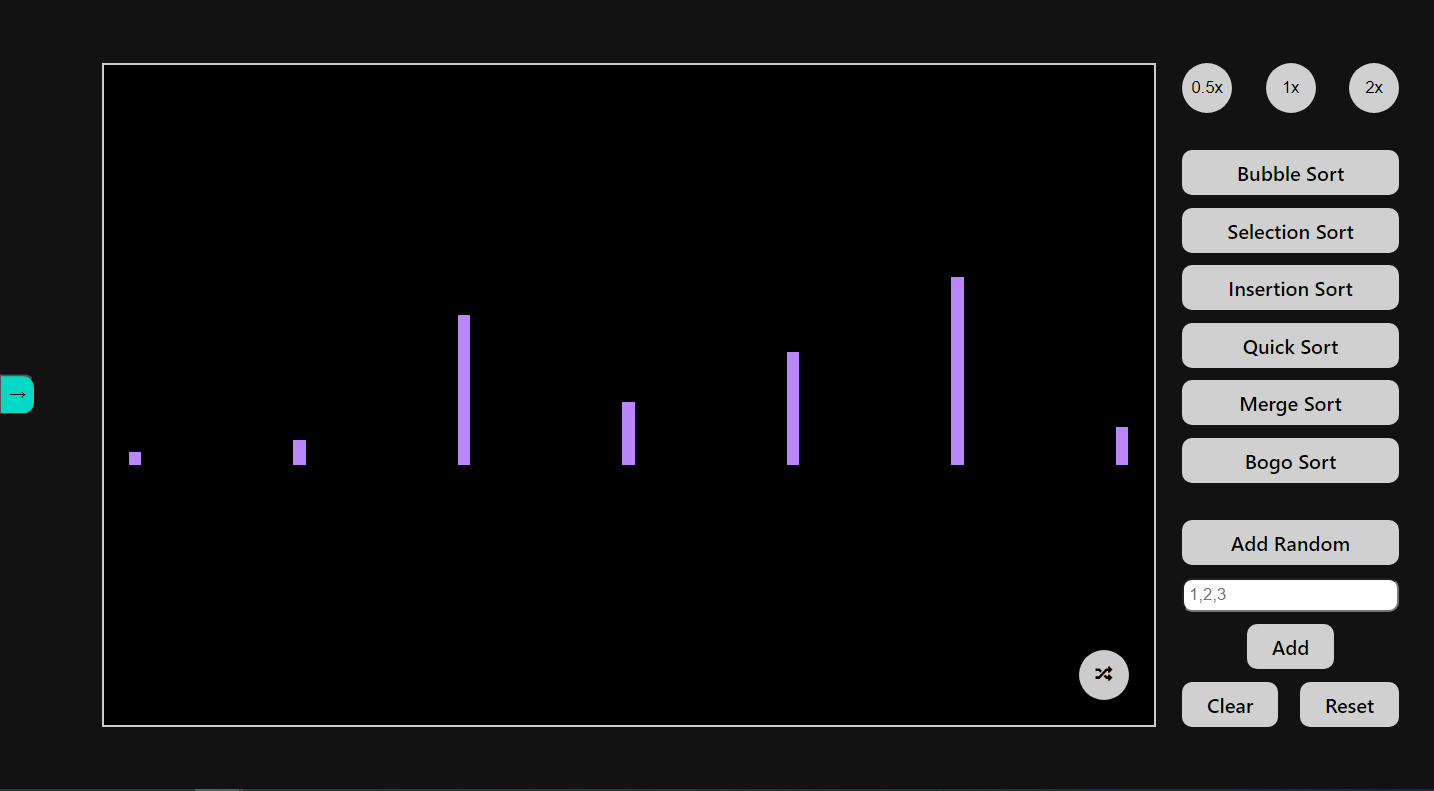 0.5x 1x 2x
Bubble Sort
Selection Sort
Insertion Sort
Quick Sort
Merge Sort
Bogo Sort
Add Random
1,2,3
Add
Clear Reset